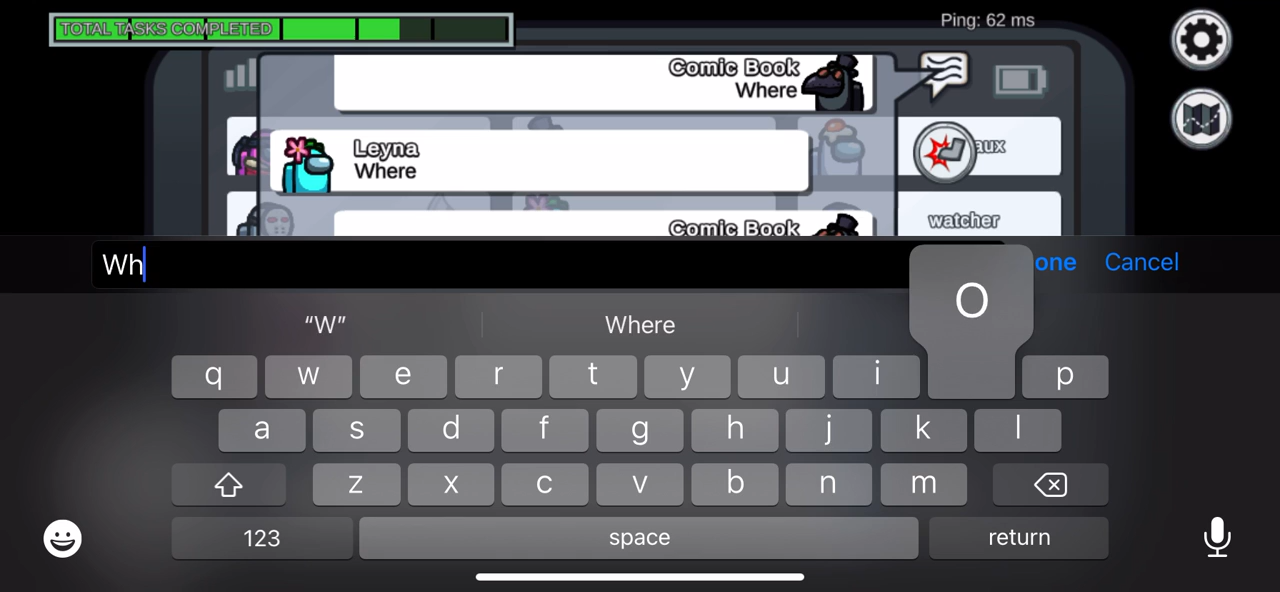 TOTAL TASKS COMPLETED
Ping: 62 ms
Comic Book
Where
Leyna
Where
aux
Comic Book
watcher
Wh
one
Cancel
“W”
Where
O
q w e r t y u i p
a s d f g h j k l
z x c v b n m
123
space
return